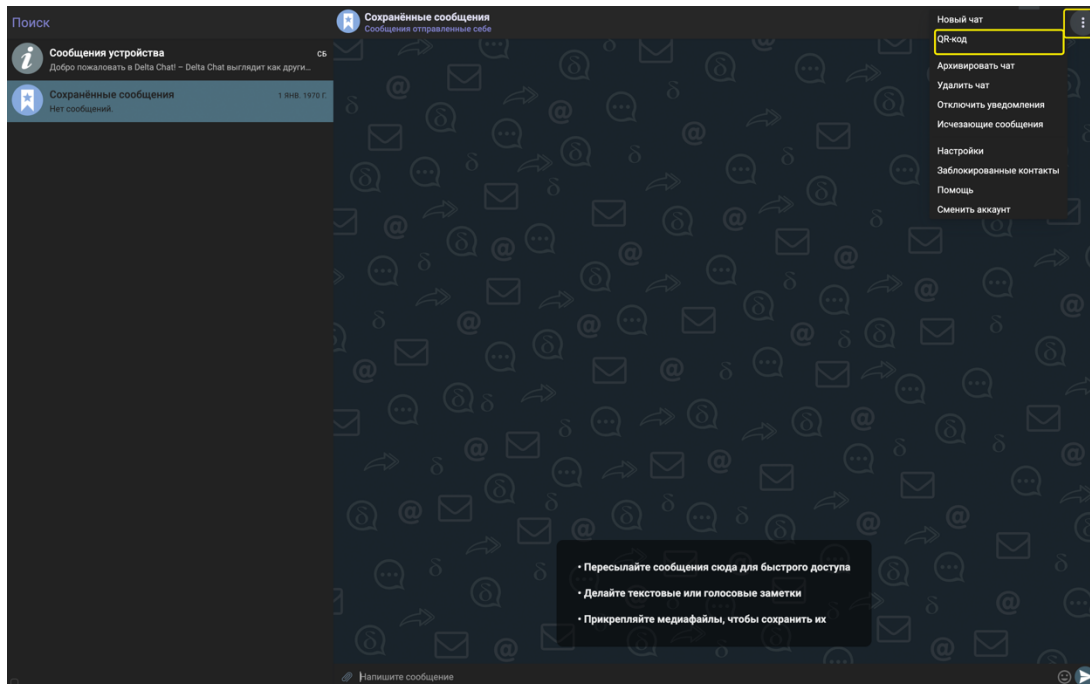 Поиск
Сообщения устройства
СБ
Добро пожаловать в Delta Chat! – Delta Chat выглядит как други...
Сохранённые сообщения
1 ЯНВ. 1970 Г.
Нет сообщений.
Сохранённые сообщения
Сообщения отправленные себе
Новый чат
QR-код
Архивировать чат
Удалить чат
Отключить уведомления
Исчезающие сообщения
Настройки
Заблокированные контакты
Помощь
Сменить аккаунт
• Пересылайте сообщения сюда для быстрого доступа
• Делайте текстовые или голосовые заметки
• Прикрепляйте медиафайлы, чтобы сохранить их
Напишите сообщение